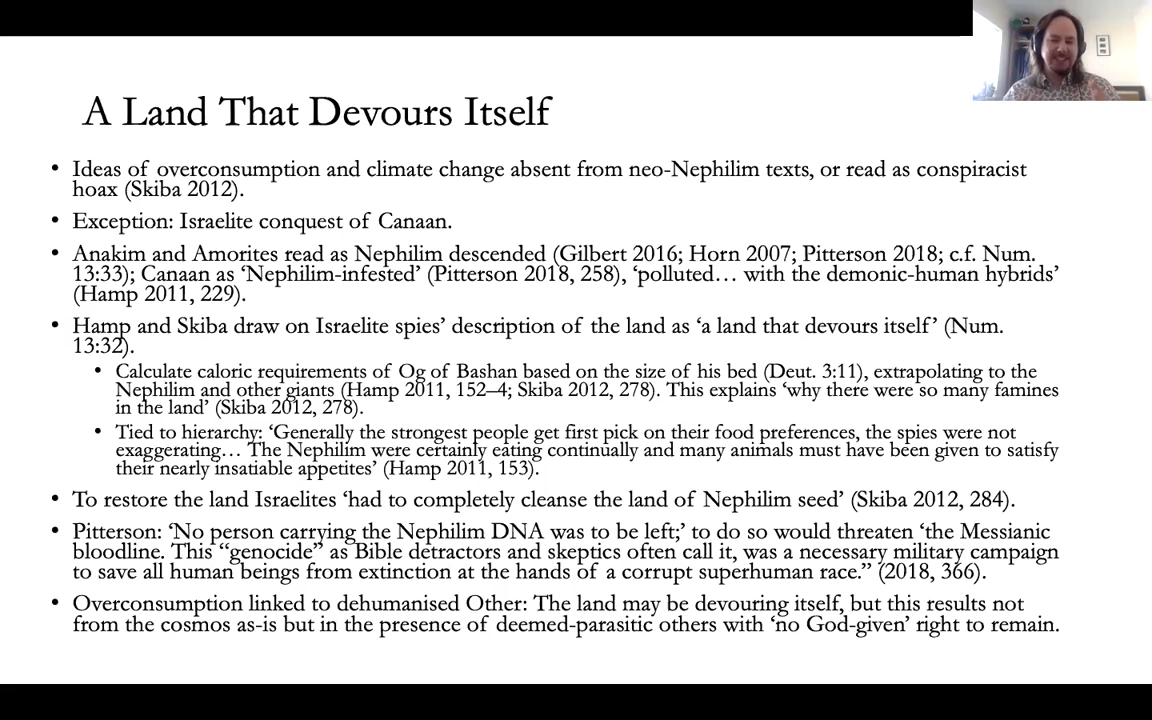 A Land That Devours Itself
• Ideas of overconsumption and climate change absent from neo-Nephilim texts, or read as conspiracist
hoax (Skiba 2012).
• Exception: Israelite conquest of Canaan.
• Anakim and Amorites read as Nephilim descended (Gilbert 2016; Horn 2007; Pitterson 2018; c.f. Num.
13:33); Canaan as ‘Nephilim-infested’ (Pitterson 2018, 258), ‘polluted… with the demonic-human hybrids’
(Hamp 2011, 229).
• Hamp and Skiba draw on Israelite spies’ description of the land as ‘a land that devours itself’ (Num.
13:32).
• Calculate caloric requirements of Og of Bashan based on the size of his bed (Deut. 3:11), extrapolating to the
Nephilim and other giants (Hamp 2011, 152–4; Skiba 2012, 278). This explains ‘why there were so many famines
in the land’ (Skiba 2012, 278).
• Tied to hierarchy: ‘Generally the strongest people get first pick on their food preferences, the spies were not
exaggerating… The Nephilim were certainly eating continually and many animals must have been given to satisfy
their nearly insatiable appetites’ (Hamp 2011, 153).
• To restore the land Israelites ‘had to completely cleanse the land of Nephilim seed’ (Skiba 2012, 284).
• Pitterson: ‘No person carrying the Nephilim DNA was to be left;’ to do so would threaten ‘the Messianic
bloodline. This “genocide” as Bible detractors and skeptics often call it, was a necessary military campaign
to save all human beings from extinction at the hands of a corrupt superhuman race.” (2018, 366).
• Overconsumption linked to dehumanised Other: The land may be devouring itself, but this results not
from the cosmos as-is but in the presence of deemed-parasitic others with ‘no God-given’ right to remain.